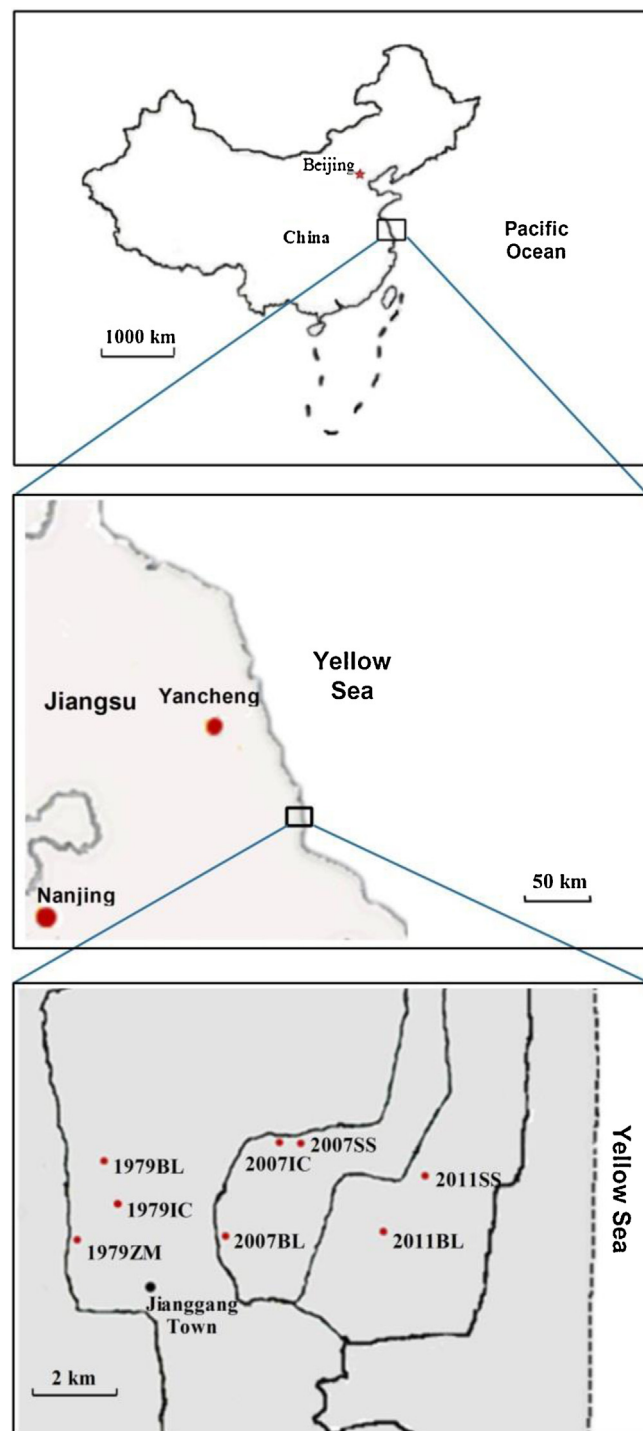 Beijing
China
Pacific
Ocean
1000 km
Yellow
Sea
Jiangsu
Yancheng
Nanjing
50 km
2007SS
2007IC
1979BL
2011SS
1979IC
2007BL
2011BL
1979ZM
Jianggang
Town
2 km
Yellow Sea